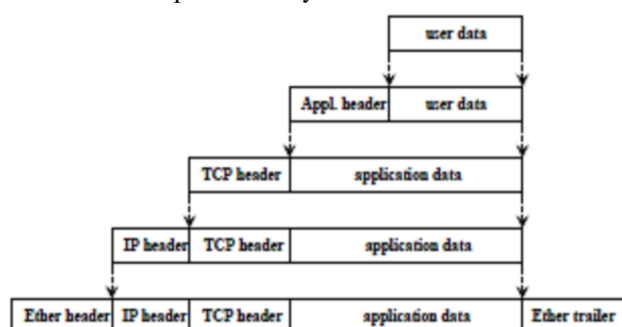 user data
Appl. header user data
TCP header application data
IP header TCP header application data
Ether header IP header TCP header application data Ether trailer